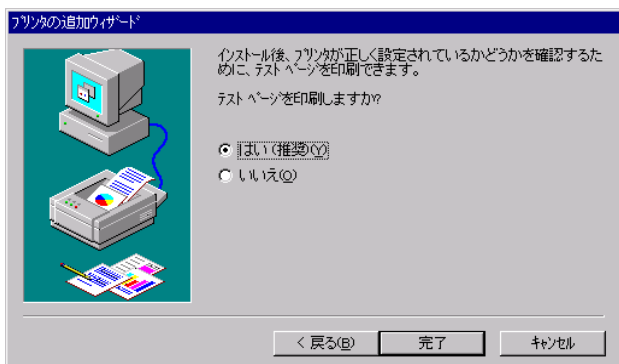 プリンタの追加ウィザード
インストール後、プリンタが正しく設定されているかどうかを確認するた
めに、テスト ページを印刷できます。
テスト ページを印刷しますか?
はい (推奨)(Y)
いいえ(O)
< 戻る(B)
完了
キャンセル